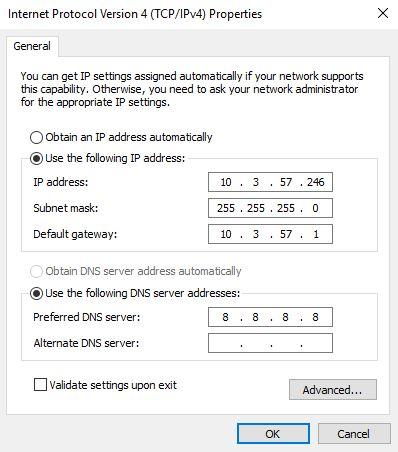 Internet Protocol Version 4 (TCP/IPv4) Properties
General
You can get IP settings assigned automatically if your network supports
this capability. Otherwise, you need to ask your network administrator
for the appropriate IP settings.
Obtain an IP address automatically
Use the following IP address:
IP address: 10 . 3 . 57 . 246
Subnet mask: 255 . 255 . 255 . 0
Default gateway: 10 . 3 . 57 . 1
Obtain DNS server address automatically
Use the following DNS server addresses:
Preferred DNS server: 8 . 8 . 8 . 8
Alternate DNS server: . . .
Validate settings upon exit
Advanced...
OK Cancel